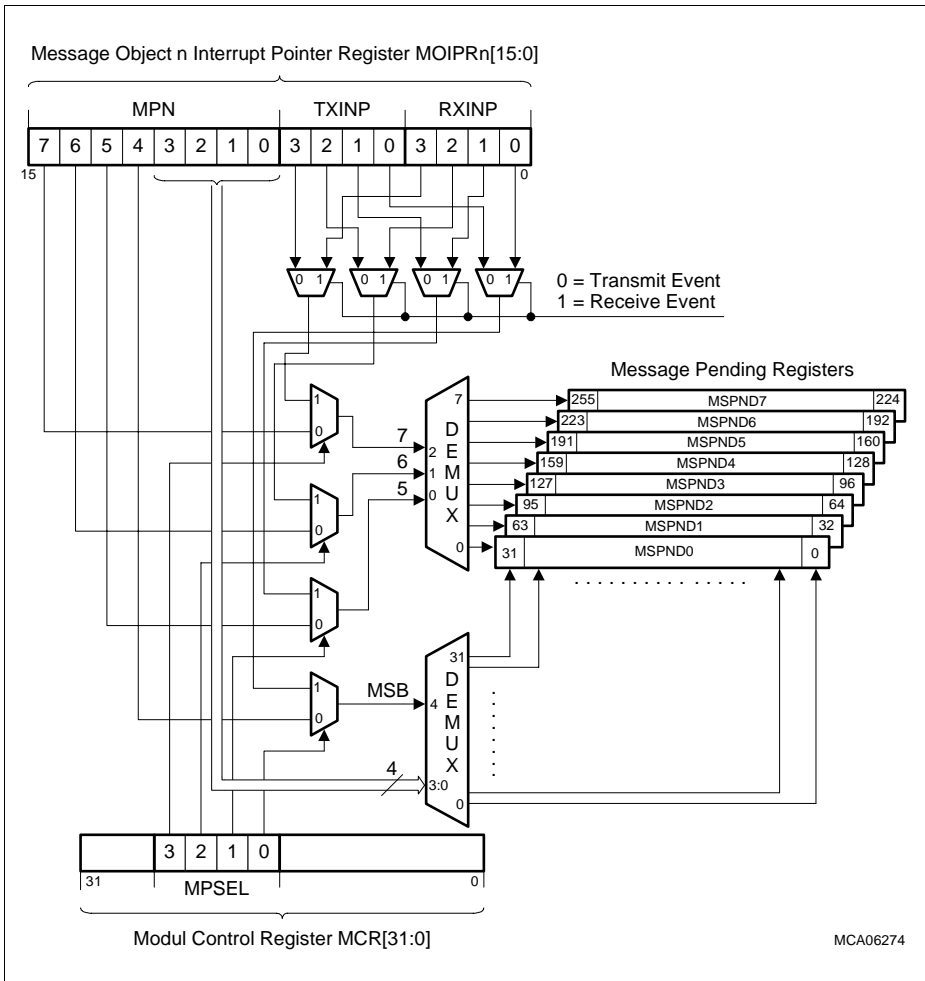 Message Object n Interrupt Pointer Register MOIPRn[15:0]
MPN TXINP RXINP
7 6 5 4 3 2 1 0 3 2 1 0 3 2 1 0
15 0
0 1 0 1 0 1 0 1
0 = Transmit Event
1 = Receive Event
Message Pending Registers
255 MSPND7 224
223 MSPND6 192
191 MSPND5 160
159 MSPND4 128
127 MSPND3 96
95 MSPND2 64
63 MSPND1 32
31 MSPND0 0
1
0
7
6
5
2
1
0
DEMUX
7
0
1
0
1
0
1
0
MSB
4
3:0
4
DEMUX
31
0
3 2 1 0
31 0
MPSEL
Modul Control Register MCR[31:0]
MCA06274